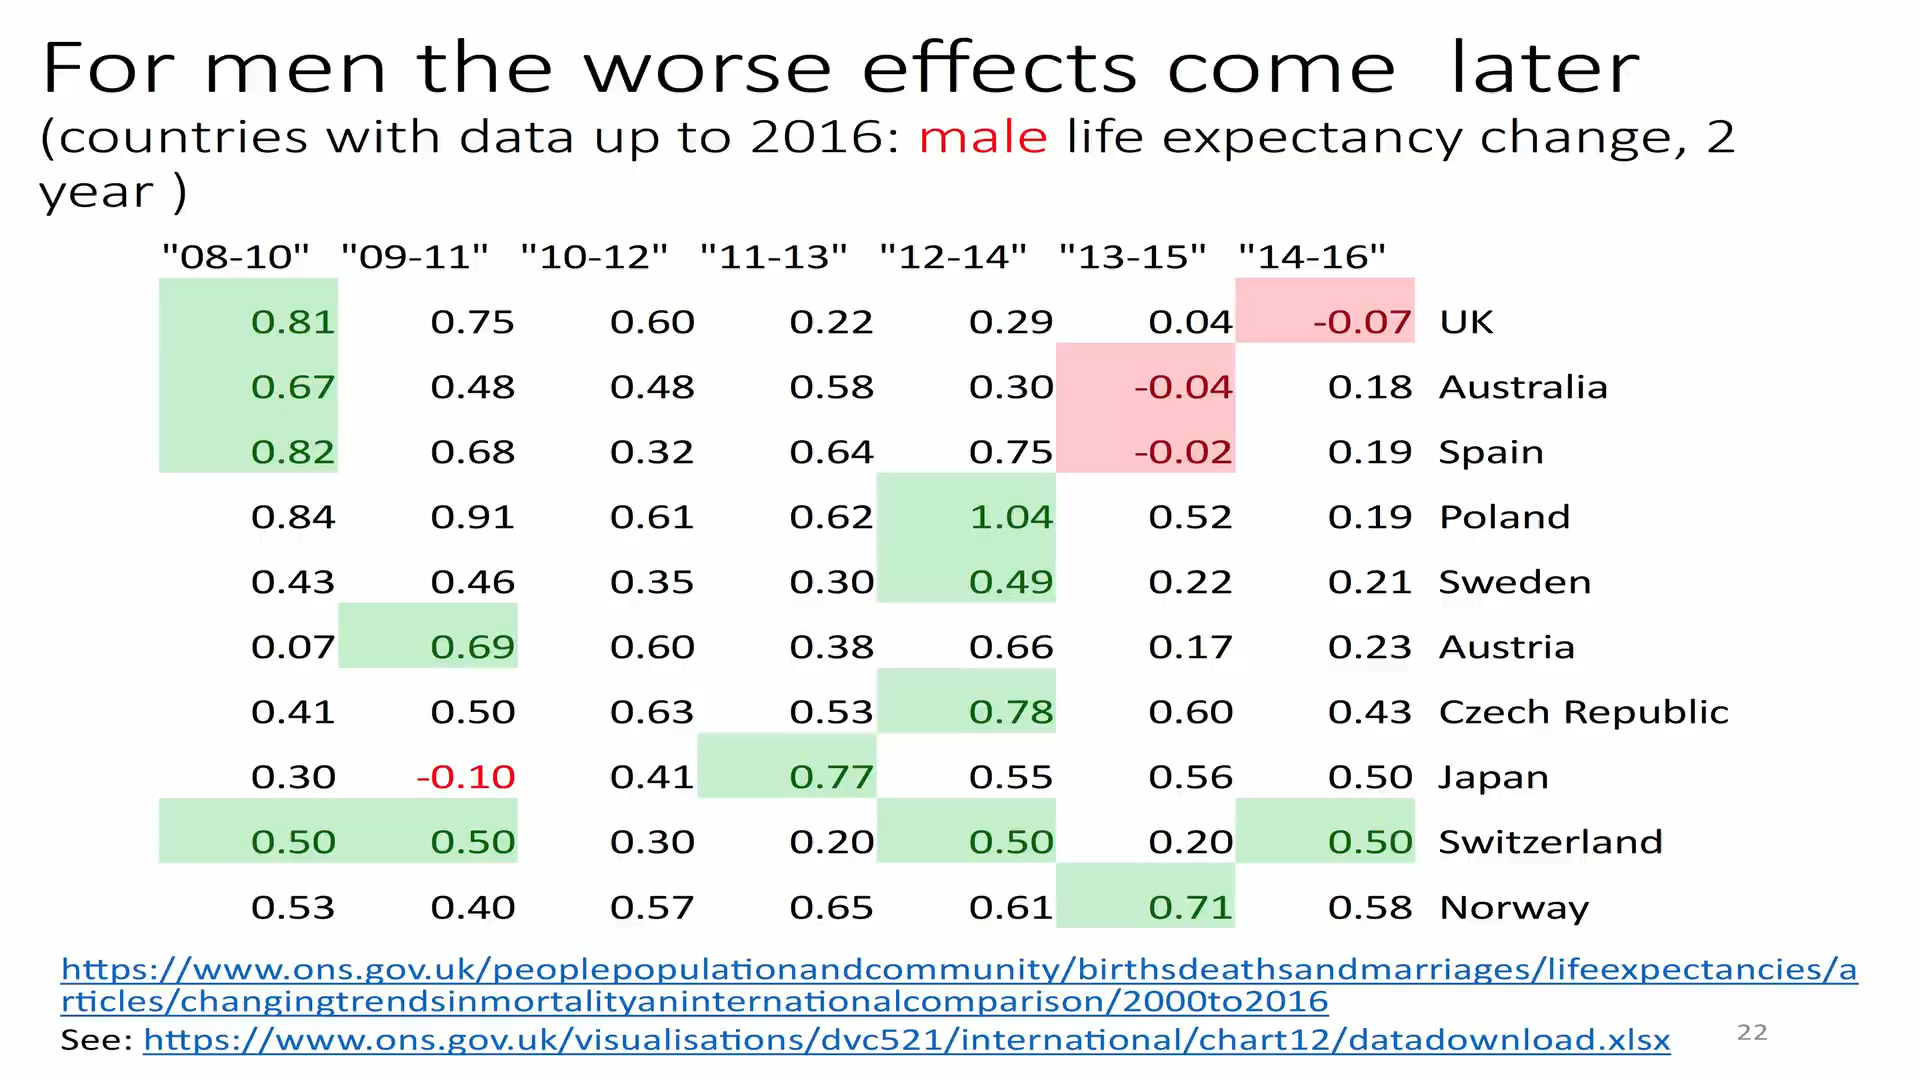 For men the worse effects come later
(countries with data up to 2016: male life expectancy change, 2
year )
"08-10" "09-11" "10-12" "11-13" "12-14" "13-15" "14-16"
0.81 0.75 0.60 0.22 0.29 0.04 -0.07 UK
0.67 0.48 0.48 0.58 0.30 -0.04 0.18 Australia
0.82 0.68 0.32 0.64 0.75 -0.02 0.19 Spain
0.84 0.91 0.61 0.62 1.04 0.52 0.19 Poland
0.43 0.46 0.35 0.30 0.49 0.22 0.21 Sweden
0.07 0.69 0.60 0.38 0.66 0.17 0.23 Austria
0.41 0.50 0.63 0.53 0.78 0.60 0.43 Czech Republic
0.30 -0.10 0.41 0.77 0.55 0.56 0.50 Japan
0.50 0.50 0.30 0.20 0.50 0.20 0.50 Switzerland
0.53 0.40 0.57 0.65 0.61 0.71 0.58 Norway
https://www.ons.gov.uk/peoplepopulationandcommunity/birthsdeathsandmarriages/lifeexpectancies/a
rticles/changingtrendsinmortalityaninternationalcomparison/2000to2016
See: https://www.ons.gov.uk/visualisations/dvc521/international/chart12/datadownload.xlsx
22